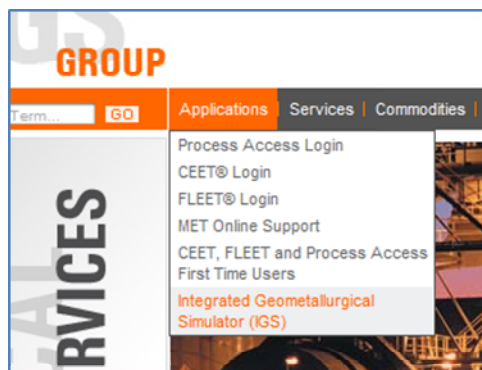 GS
GROUP
Term...
GO
Applications
Services
Commodities
Process Access Login
CEET® Login
FLEET® Login
MET Online Support
CEET, FLEET and Process Access
First Time Users
Integrated Geometallurgical
Simulator (IGS)
RVICES